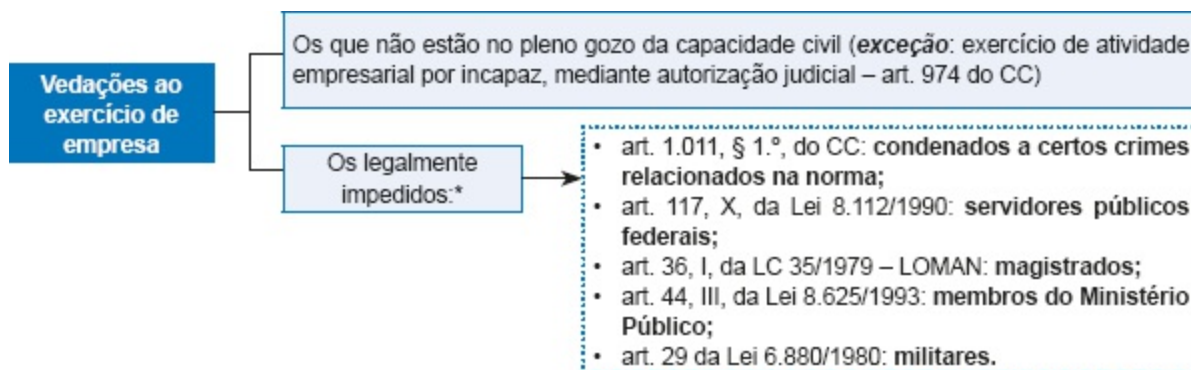 Vedações ao
exercício de
empresa
Os que não estão no pleno gozo da capacidade civil (exceção: exercício de atividade
empresarial por incapaz, mediante autorização judicial – art. 974 do CC)
Os legalmente
impedidos:*
• art. 1.011, § 1.º, do CC: condenados a certos crimes
relacionados na norma;
• art. 117, X, da Lei 8.112/1990: servidores públicos
federais;
• art. 36, I, da LC 35/1979 – LOMAN: magistrados;
• art. 44, III, da Lei 8.625/1993: membros do Ministério
Público;
• art. 29 da Lei 6.880/1980: militares.